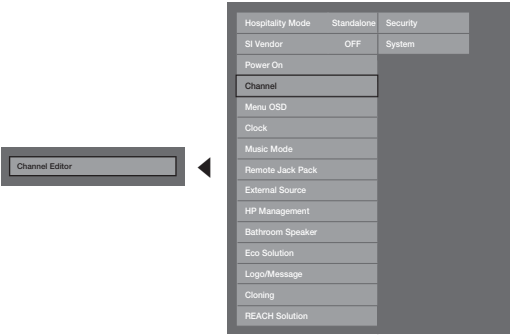 Hospitality Mode Standalone Security
SI Vendor OFF System
Power On
Channel
Menu OSD
Clock
Music Mode
Remote Jack Pack
External Source
HP Management
Bathroom Speaker
Eco Solution
Logo/Message
Cloning
REACH Solution
Channel Editor